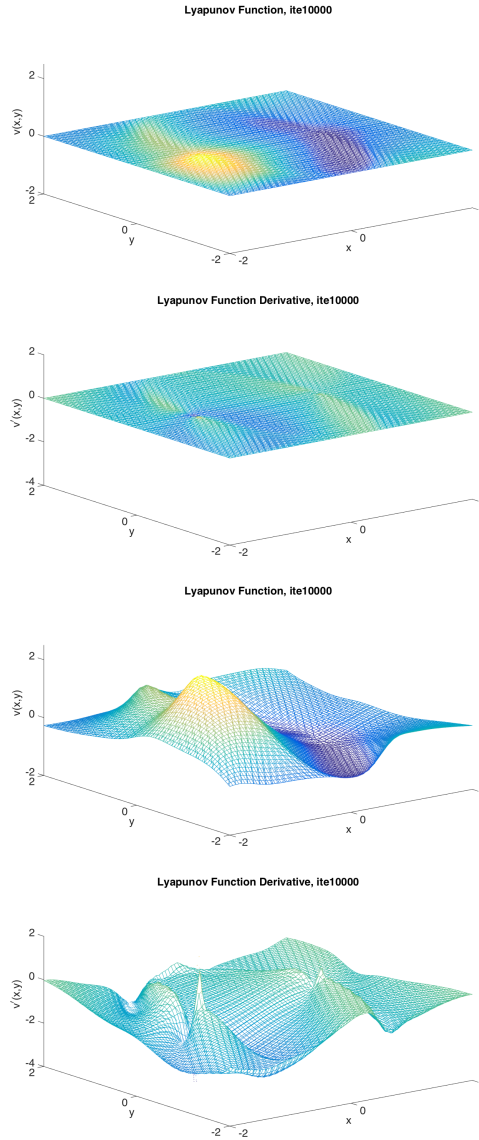 Lyapunov Function, ite10000
2
0
-2
2
0
-2
-2
0
v(x,y)
y
x
Lyapunov Function Derivative, ite10000
2
0
-2
-4
2
0
-2
-2
0
v'(x,y)
y
x
Lyapunov Function, ite10000
2
0
-2
2
0
-2
-2
0
v(x,y)
y
x
Lyapunov Function Derivative, ite10000
2
0
-2
-4
2
0
-2
-2
0
v'(x,y)
y
x